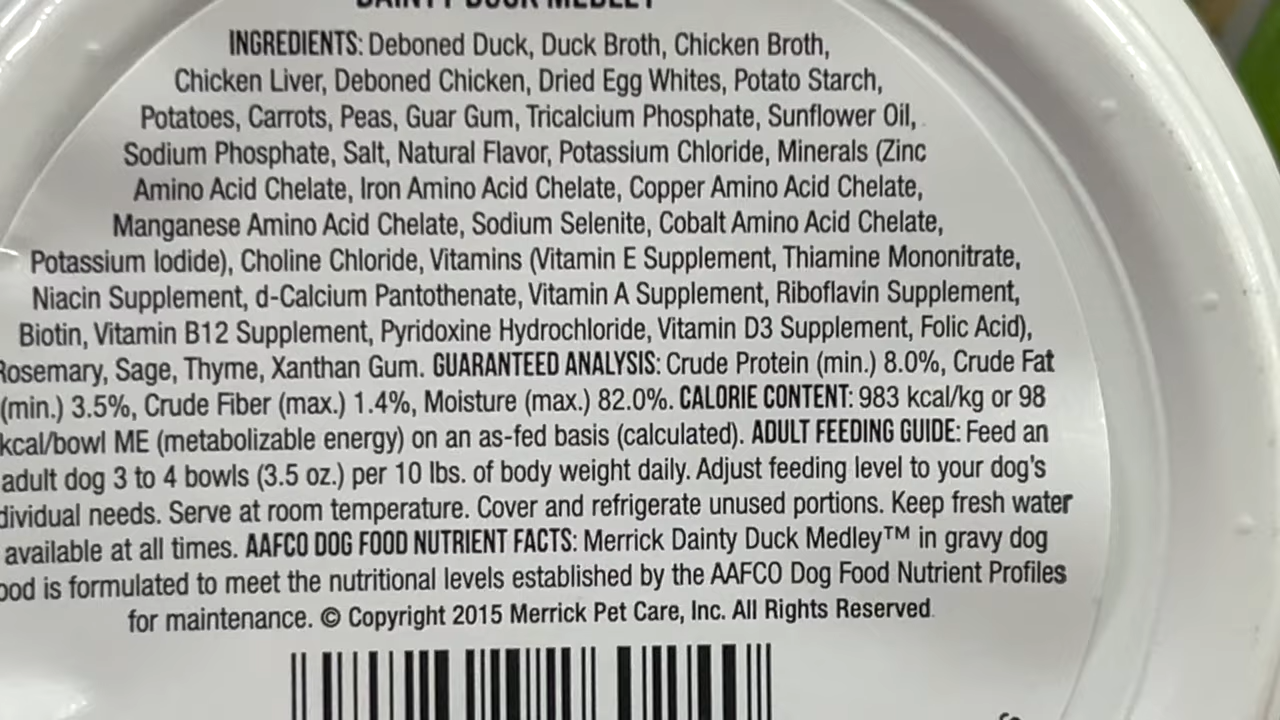 DAINTY DUCK MEDLEY
INGREDIENTS: Deboned Duck, Duck Broth, Chicken Broth,
Chicken Liver, Deboned Chicken, Dried Egg Whites, Potato Starch,
Potatoes, Carrots, Peas, Guar Gum, Tricalcium Phosphate, Sunflower Oil,
Sodium Phosphate, Salt, Natural Flavor, Potassium Chloride, Minerals (Zinc
Amino Acid Chelate, Iron Amino Acid Chelate, Copper Amino Acid Chelate,
Manganese Amino Acid Chelate, Sodium Selenite, Cobalt Amino Acid Chelate,
Potassium Iodide), Choline Chloride, Vitamins (Vitamin E Supplement, Thiamine Mononitrate,
Niacin Supplement, d-Calcium Pantothenate, Vitamin A Supplement, Riboflavin Supplement,
Biotin, Vitamin B12 Supplement, Pyridoxine Hydrochloride, Vitamin D3 Supplement, Folic Acid),
Rosemary, Sage, Thyme, Xanthan Gum. GUARANTEED ANALYSIS: Crude Protein (min.) 8.0%, Crude Fat
(min.) 3.5%, Crude Fiber (max.) 1.4%, Moisture (max.) 82.0%. CALORIE CONTENT: 983 kcal/kg or 98
kcal/bowl ME (metabolizable energy) on an as-fed basis (calculated). ADULT FEEDING GUIDE: Feed an
adult dog 3 to 4 bowls (3.5 oz.) per 10 lbs. of body weight daily. Adjust feeding level to your dog's
dividual needs. Serve at room temperature. Cover and refrigerate unused portions. Keep fresh water
available at all times. AAFCO DOG FOOD NUTRIENT FACTS: Merrick Dainty Duck Medley™ in gravy dog
ood is formulated to meet the nutritional levels established by the AAFCO Dog Food Nutrient Profiles
for maintenance. © Copyright 2015 Merrick Pet Care, Inc. All Rights Reserved.